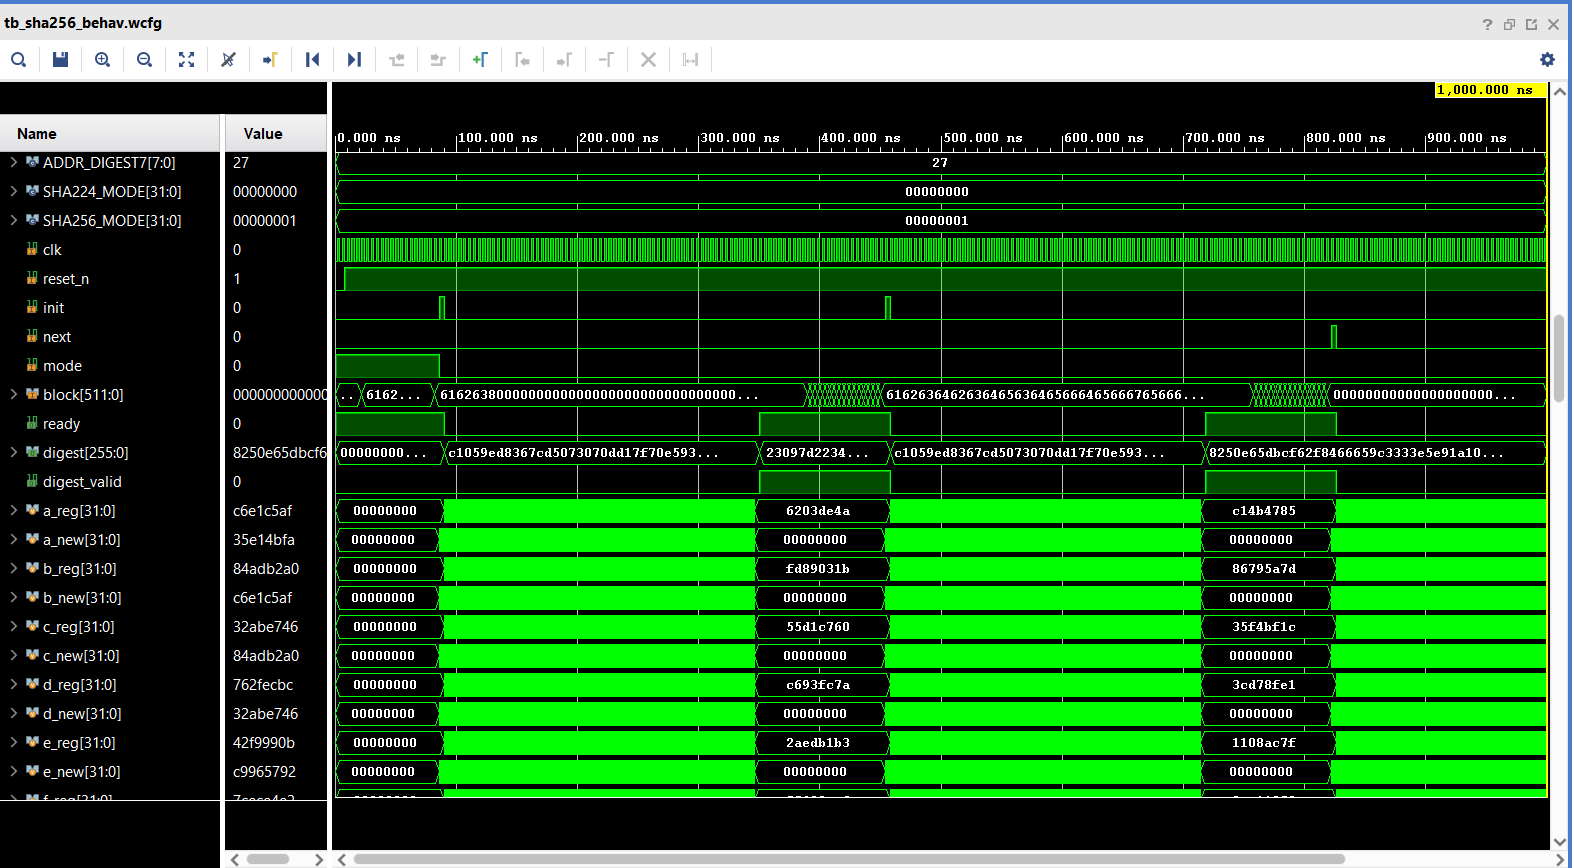 tb_sha256_behav.wcfg
1,000.000 ns
Name Value 0.000 ns 100.000 ns 200.000 ns 300.000 ns 400.000 ns 500.000 ns 600.000 ns 700.000 ns 800.000 ns 900.000 ns
ADDR_DIGEST7[7:0] 27 27
SHA224_MODE[31:0] 00000000 00000000
SHA256_MODE[31:0] 00000001 00000001
clk 0
reset_n 1
init 0
next 0
mode 0
block[511:0] 000000000000 .. 6162... 61626380000000000000000000000000000... 6162636462636465636465666465666765666... 00000000000000000000...
ready 0
digest[255:0] 8250e65dbcf6 00000000... c1059ed8367cd5073070dd17f70e593... 23097d2234... c1059ed8367cd5073070dd17f70e593... 8250e65dbcf62f8466659c3333e5e91a10...
digest_valid 0
a_reg[31:0] c6e1c5af 00000000 6203de4a c14b4785
a_new[31:0] 35e14bfa 00000000 00000000 00000000
b_reg[31:0] 84adb2a0 00000000 fd89031b 86795a7d
b_new[31:0] c6e1c5af 00000000 00000000 00000000
c_reg[31:0] 32abe746 00000000 55d1c760 35f4bf1c
c_new[31:0] 84adb2a0 00000000 00000000 00000000
d_reg[31:0] 762fecbc 00000000 c693fc7a 3cd78fe1
d_new[31:0] 32abe746 00000000 00000000 00000000
e_reg[31:0] 42f9990b 00000000 2aedb1b3 1108ac7f
e_new[31:0] c9965792 00000000 00000000 00000000